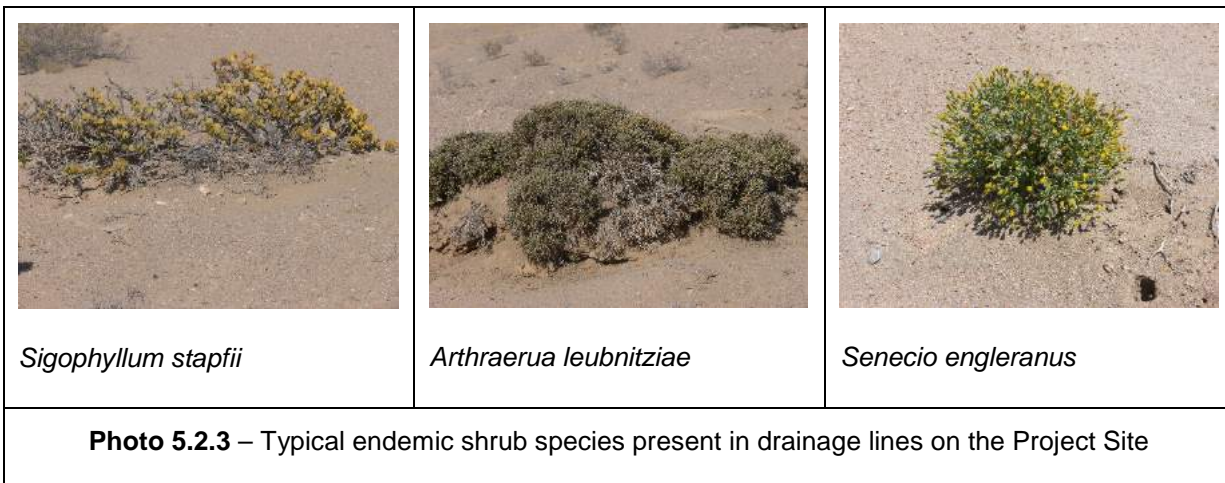 Sigophyllum stapfii
Arthraerua leubnitziae
Senecio engleranus
Photo 5.2.3 – Typical endemic shrub species present in drainage lines on the Project Site